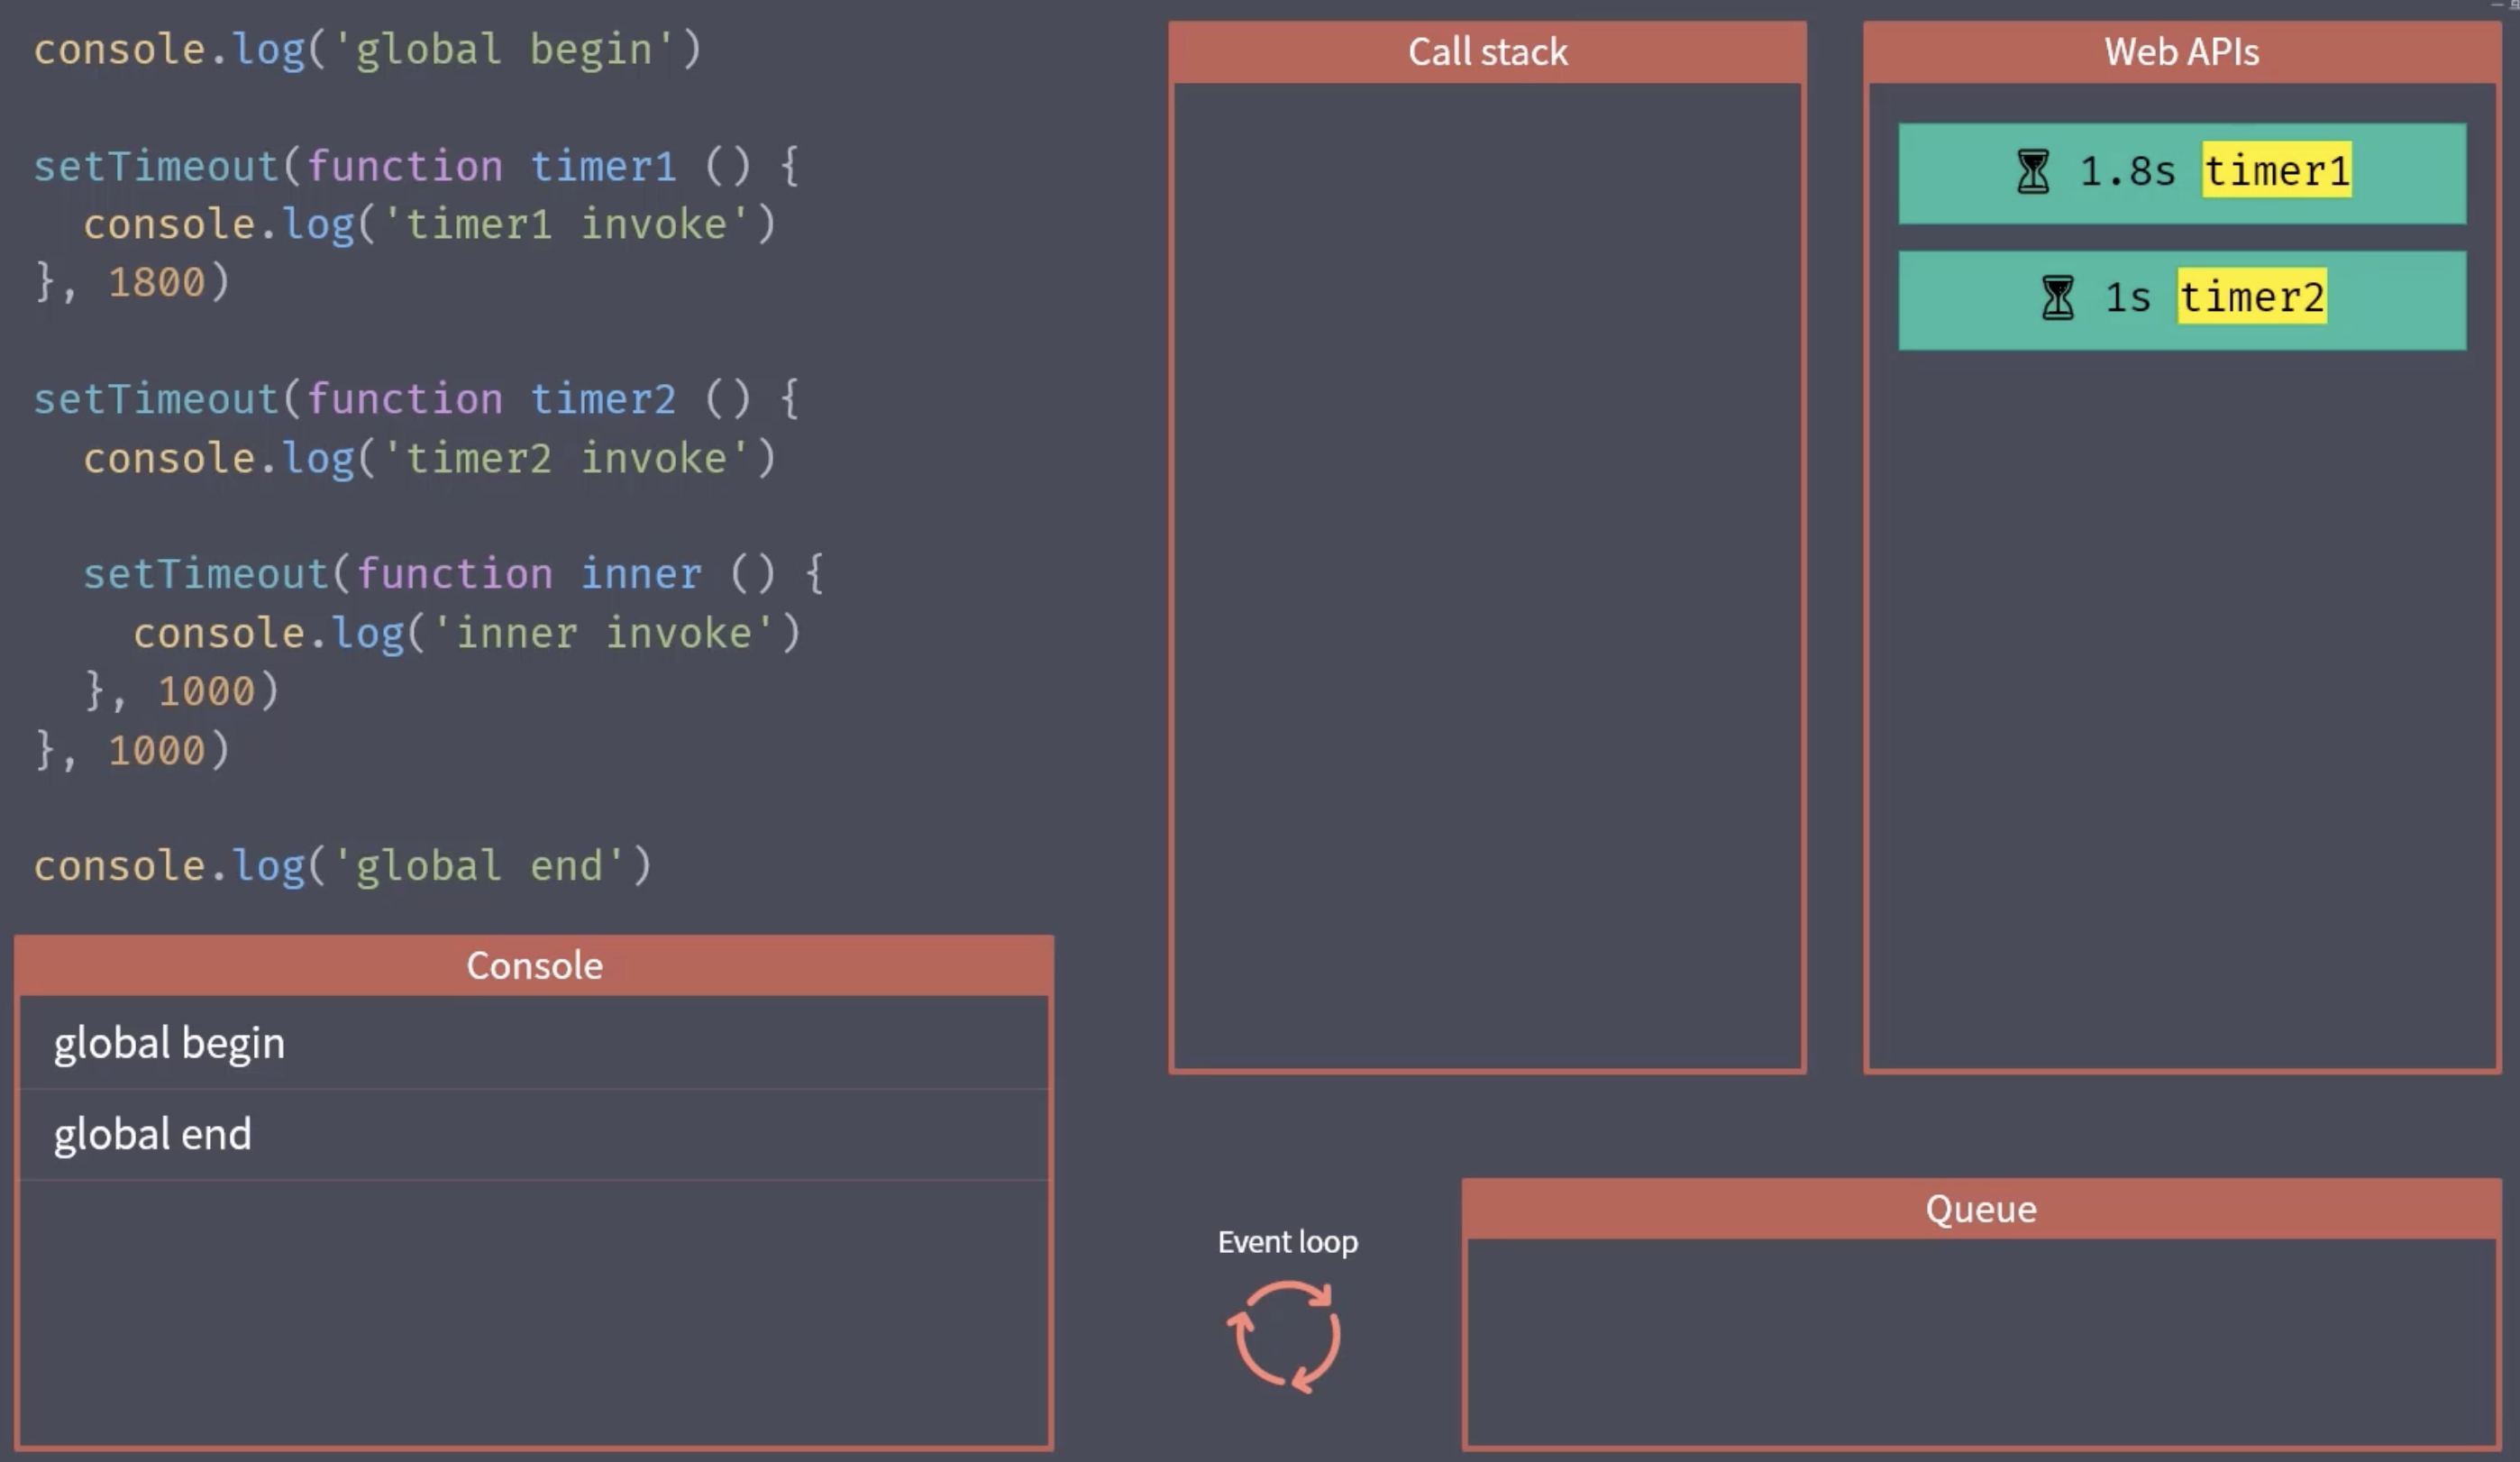 console.log('global begin')
setTimeout(function timer1 () {
  console.log('timer1 invoke')
}, 1800)
setTimeout(function timer2 () {
  console.log('timer2 invoke')
  setTimeout(function inner () {
    console.log('inner invoke')
  }, 1000)
}, 1000)
console.log('global end')
Console
global begin
global end
Call stack
Web APIs
1.8s timer1
1s timer2
Event loop
Queue